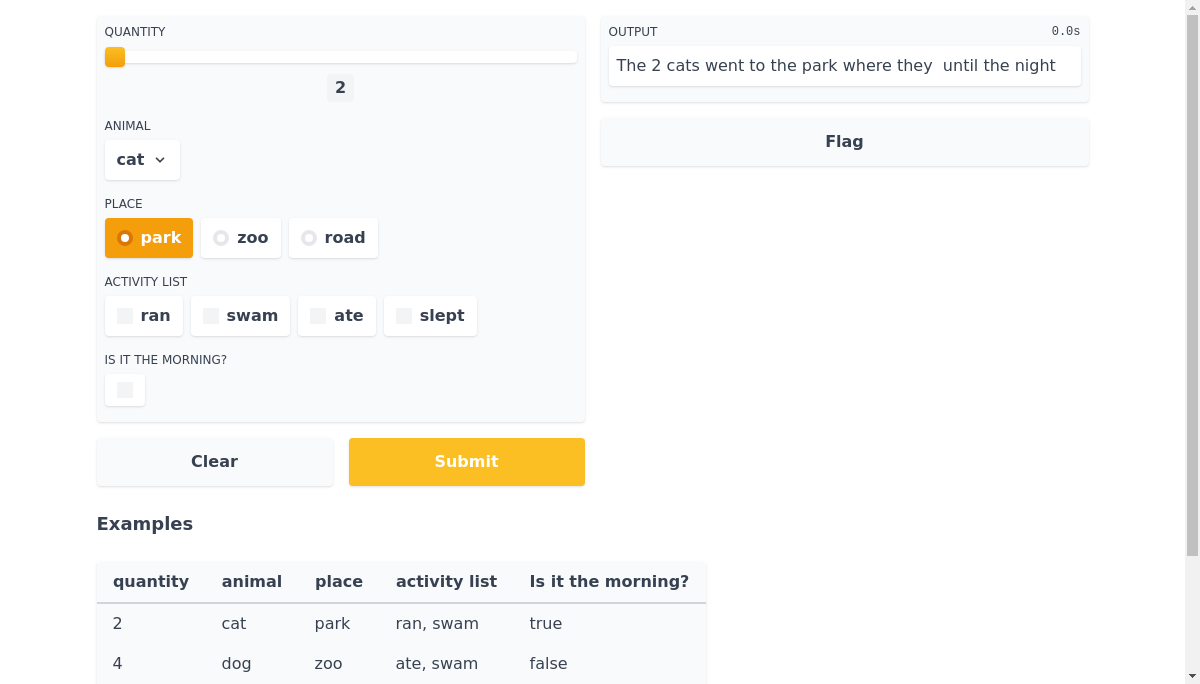 QUANTITY
2
ANIMAL
cat
PLACE
park zoo road
ACTIVITY LIST
ran swam ate slept
IS IT THE MORNING?
Clear Submit
OUTPUT 0.0s
The 2 cats went to the park where they  until the night
Flag
Examples
quantity animal place activity list Is it the morning?
2 cat park ran, swam true
4 dog zoo ate, swam false